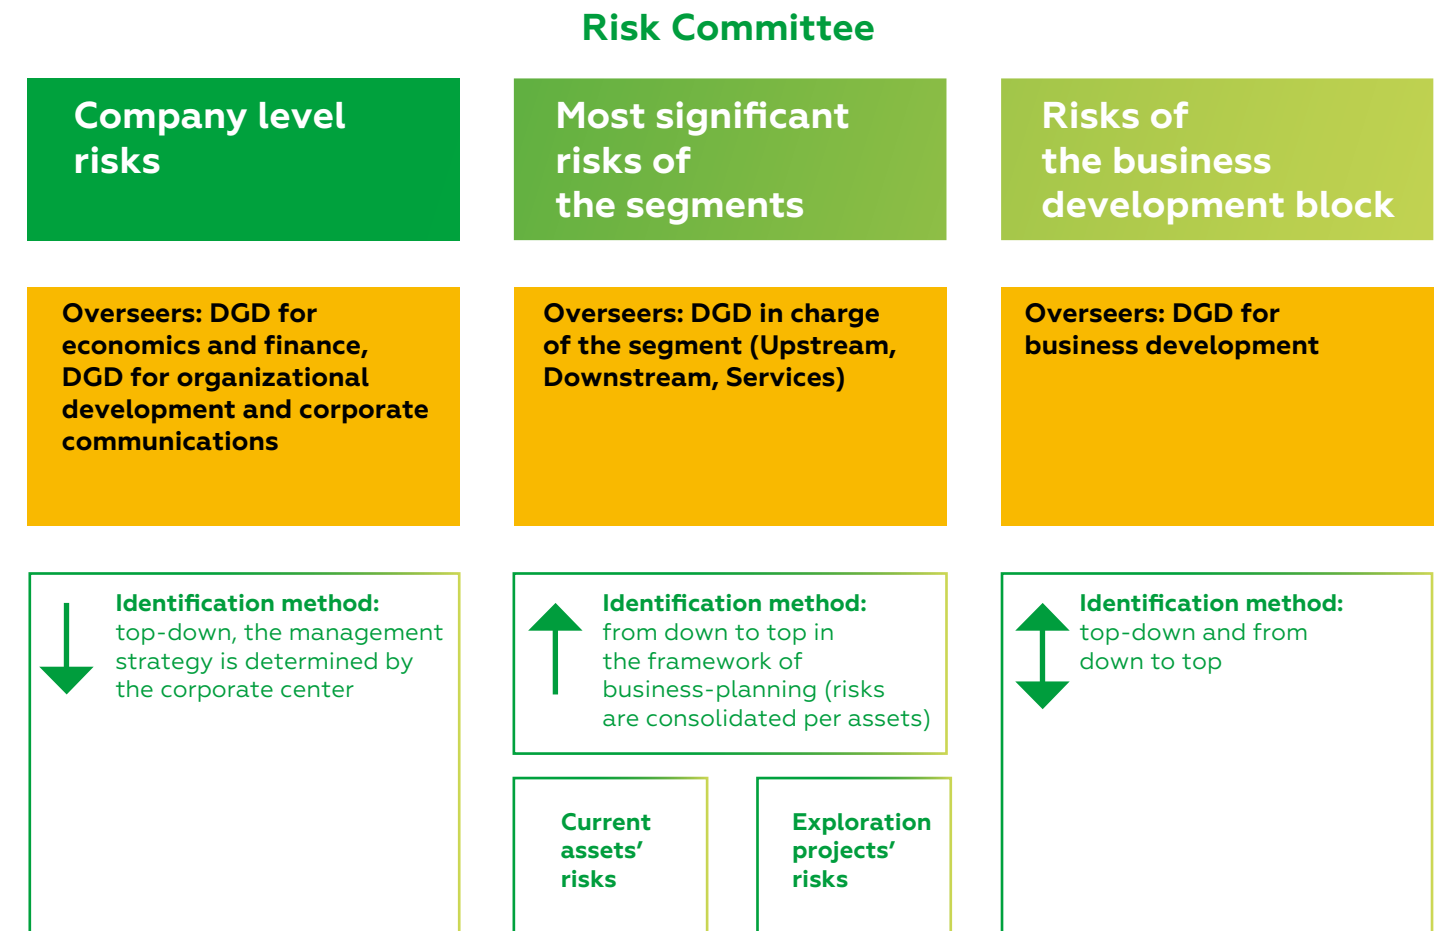 Risk Committee
Company level
risks
Most significant
risks of
the segments
Risks of
the business
development block
Overseers: DGD for
economics and finance,
DGD for organizational
development and corporate
communications
Overseers: DGD in charge
of the segment (Upstream,
Downstream, Services)
Overseers: DGD for
business development
Identification method:
top-down, the management
strategy is determined by
the corporate center
Identification method:
from down to top in
the framework of
business-planning (risks
are consolidated per assets)
Current
assets’
risks
Exploration
projects’
risks
Identification method:
top-down and from
down to top